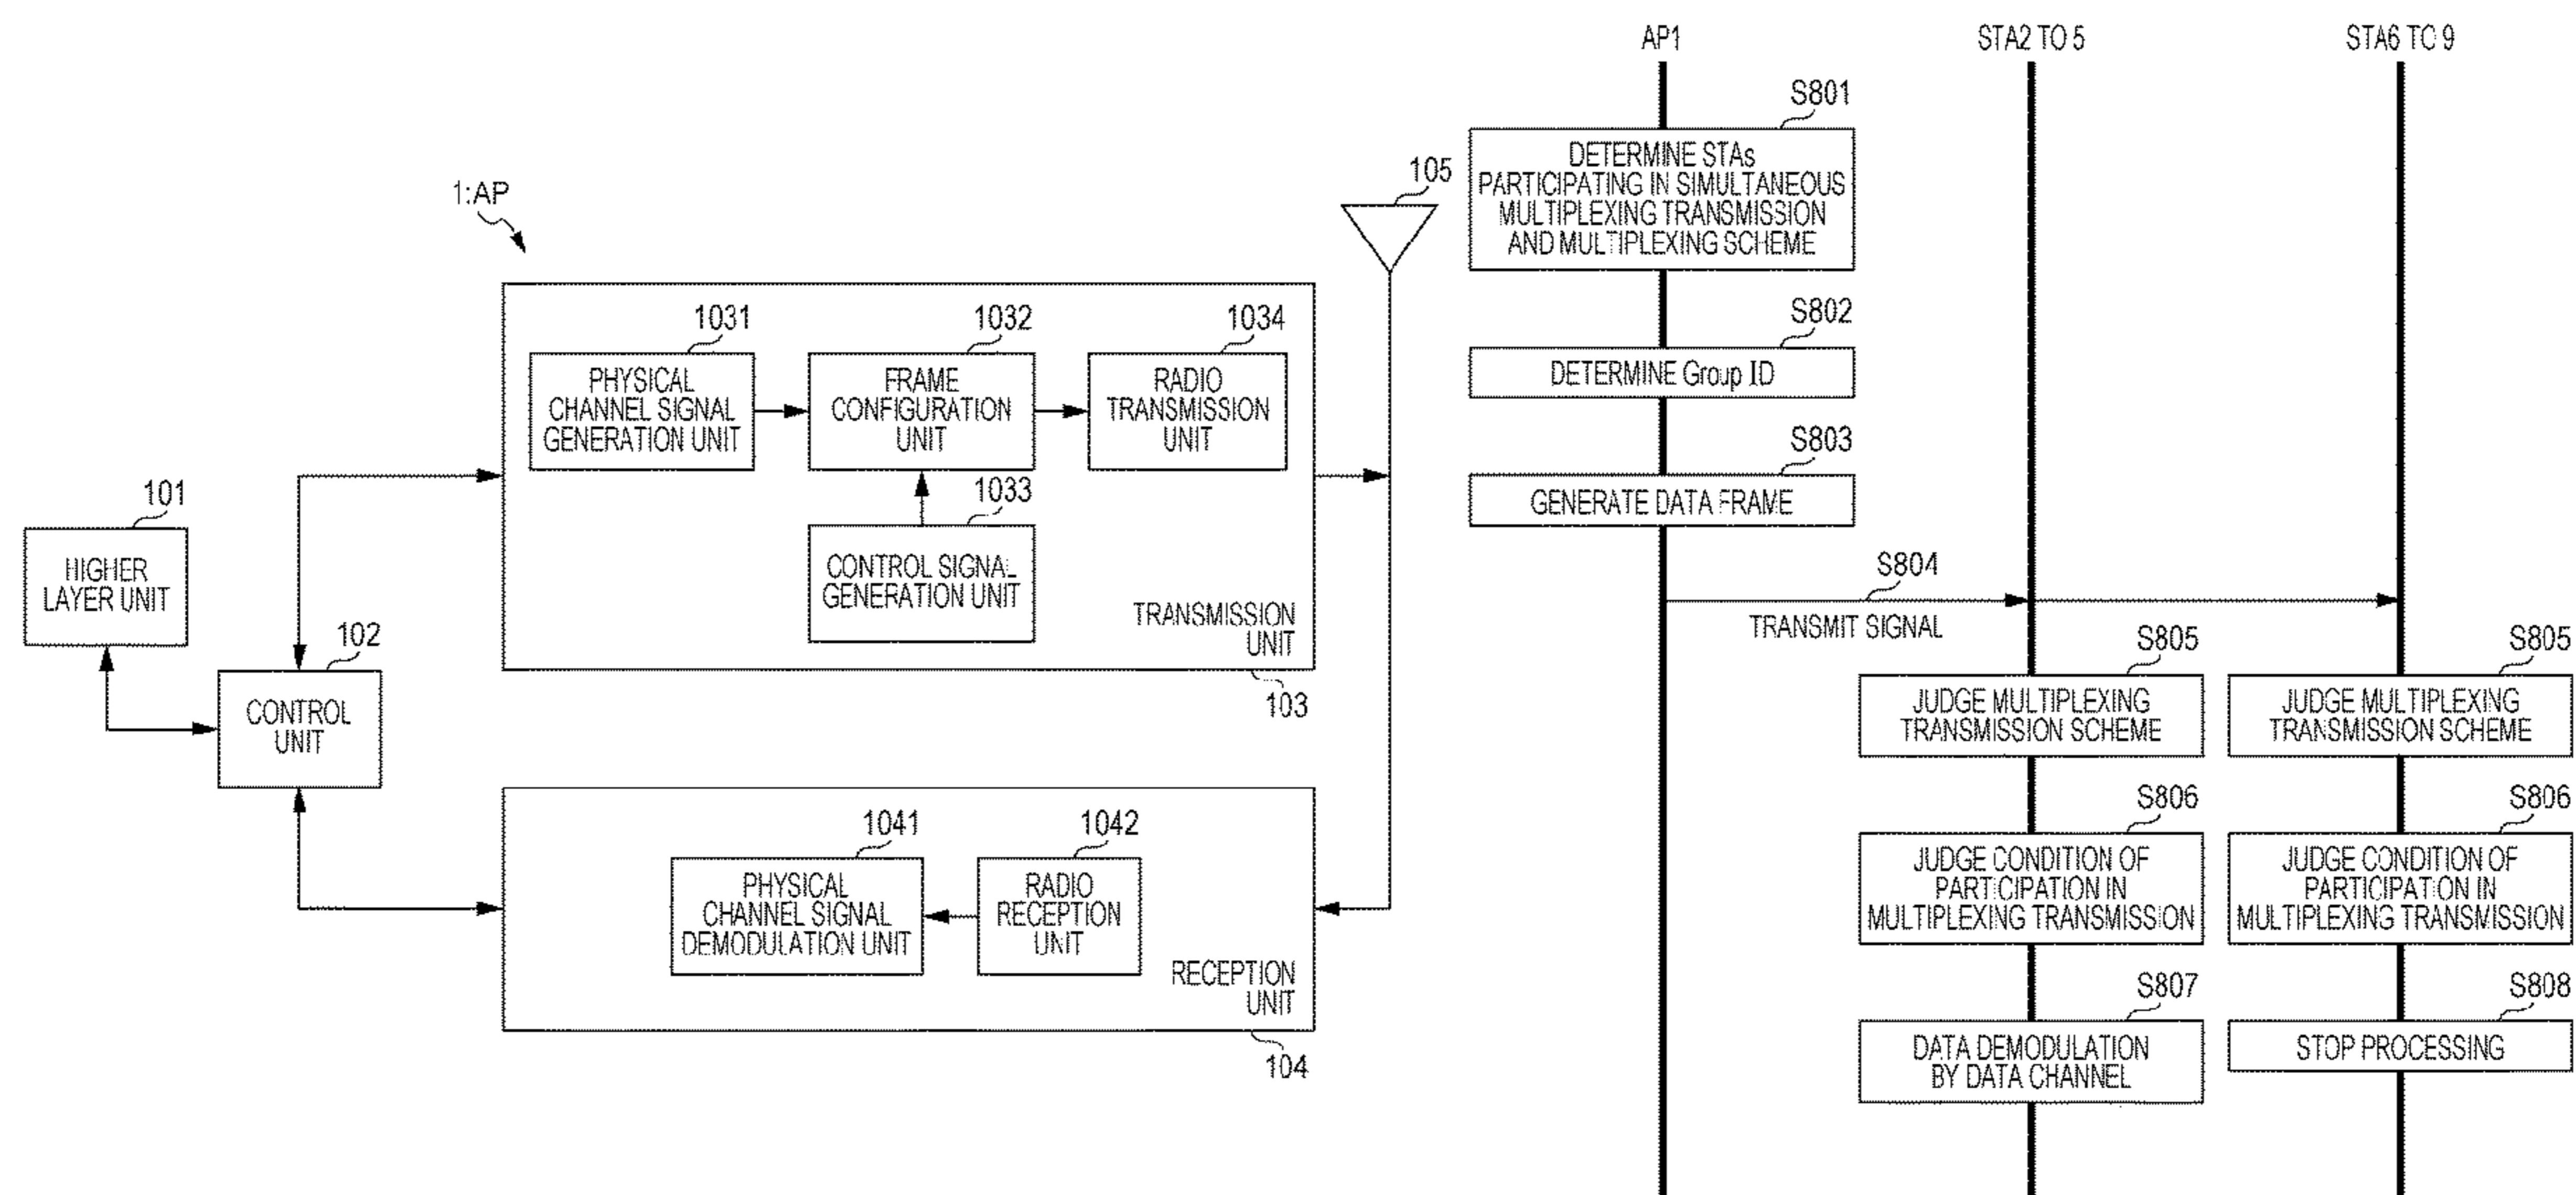 1:AP
105
1031
1032
1034
PHYSICAL
CHANNEL SIGNAL
GENERATION UNIT
FRAME
CONFIGURATION
UNIT
RADIO
TRANSMISSION
UNIT
1033
CONTROL SIGNAL
GENERATION UNIT
TRANSMISSION
UNIT
103
101
HIGHER
LAYER UNIT
102
CONTROL
UNIT
1041
1042
PHYSICAL
CHANNEL SIGNAL
DEMODULATION UNIT
RADIO
RECEPTION
UNIT
RECEPTION
UNIT
104
AP1
STA2 TO 5
STA6 TO 9
S801
DETERMINE STAs
PARTICIPATING IN SIMULTANEOUS
MULTIPLEXING TRANSMISSION
AND MULTIPLEXING SCHEME
S802
DETERMINE Group ID
S803
GENERATE DATA FRAME
S804
TRANSMIT SIGNAL
S805
JUDGE MULTIPLEXING
TRANSMISSION SCHEME
S805
JUDGE MULTIPLEXING
TRANSMISSION SCHEME
S806
JUDGE CONDITION OF
PARTICIPATION IN
MULTIPLEXING TRANSMISSION
S806
JUDGE CONDITION OF
PARTICIPATION IN
MULTIPLEXING TRANSMISSION
S807
DATA DEMODULATION
BY DATA CHANNEL
S808
STOP PROCESSING